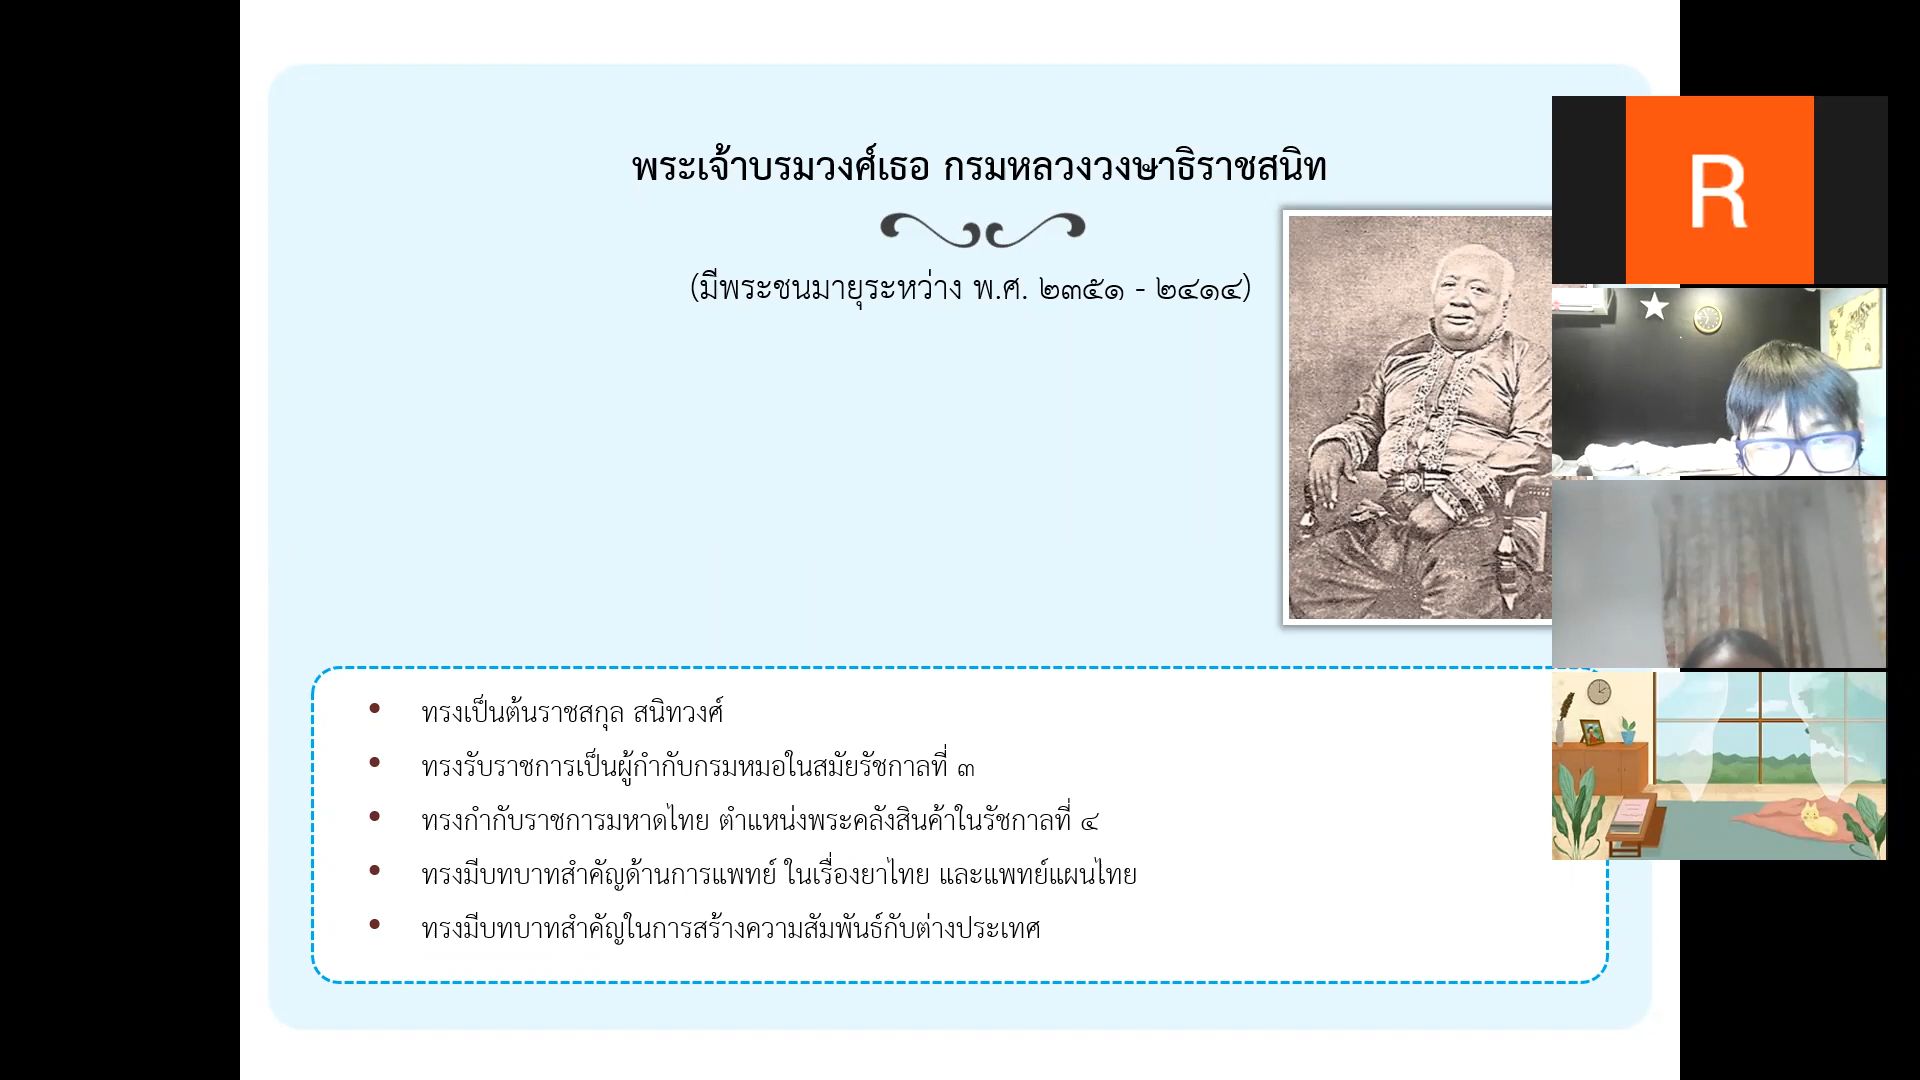 พระเจ้าบรมวงศ์เธอ กรมหลวงวงษาธิราชสนิท
(มีพระชนมายุระหว่าง พ.ศ. ๒๓๕๑ - ๒๔๑๔)
R
• ทรงเป็นต้นราชสกุล สนิทวงศ์
• ทรงรับราชการเป็นผู้กำกับกรมหมอในสมัยรัชกาลที่ ๓
• ทรงกำกับราชการมหาดไทย ตำแหน่งพระคลังสินค้าในรัชกาลที่ ๔
• ทรงมีบทบาทสำคัญด้านการแพทย์ ในเรื่องยาไทย และแพทย์แผนไทย
• ทรงมีบทบาทสำคัญในการสร้างความสัมพันธ์กับต่างประเทศ